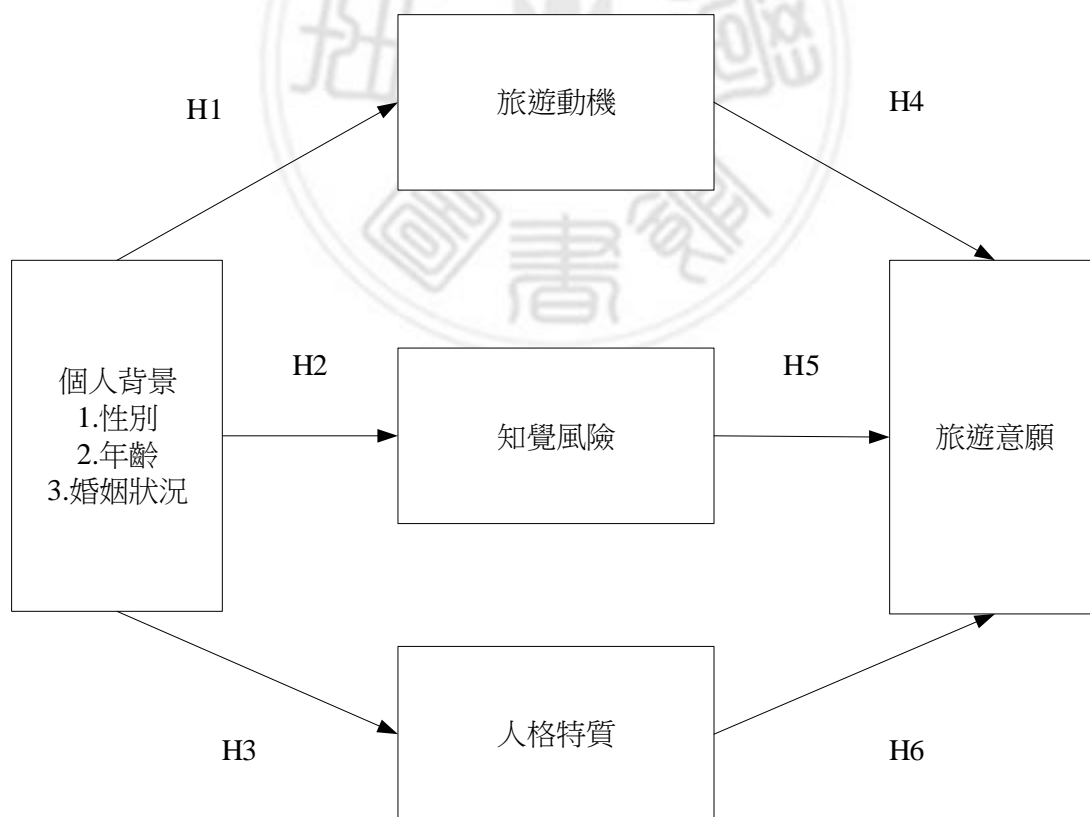 H1
旅遊動機
H4
個人背景
1.性別
2.年齡
3.婚姻狀況
H2
知覺風險
H5
旅遊意願
H3
人格特質
H6
書